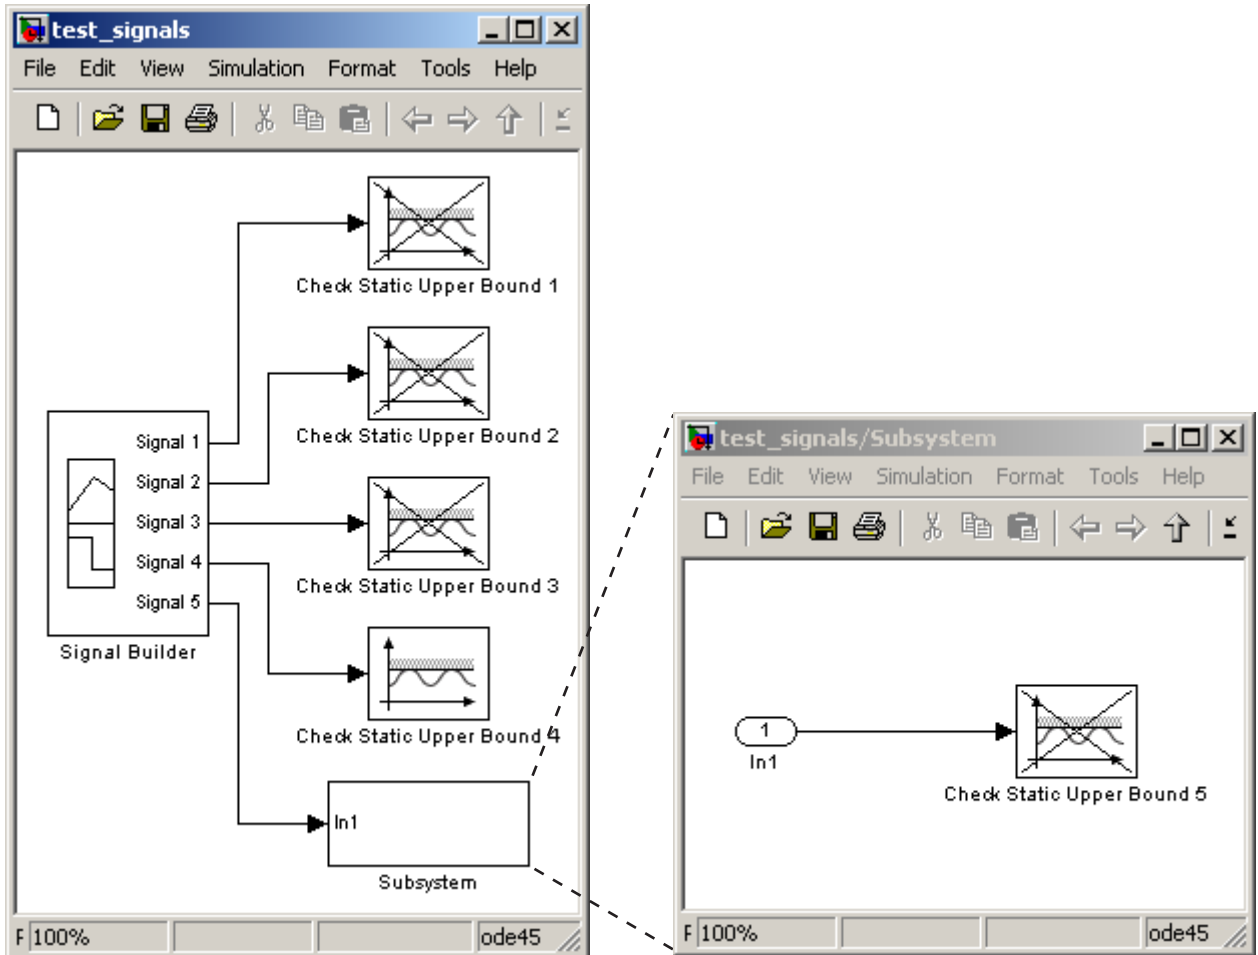 test_signals
File Edit View Simulation Format Tools Help
Check Static Upper Bound 1
Check Static Upper Bound 2
Signal 1
Signal 2
Signal 3
Signal 4
Signal 5
Signal Builder
Check Static Upper Bound 3
Check Static Upper Bound 4
In1
Subsystem
F 100% ode45
test_signals/Subsystem
File Edit View Simulation Format Tools Help
1
In1
Check Static Upper Bound 5
F 100% ode45